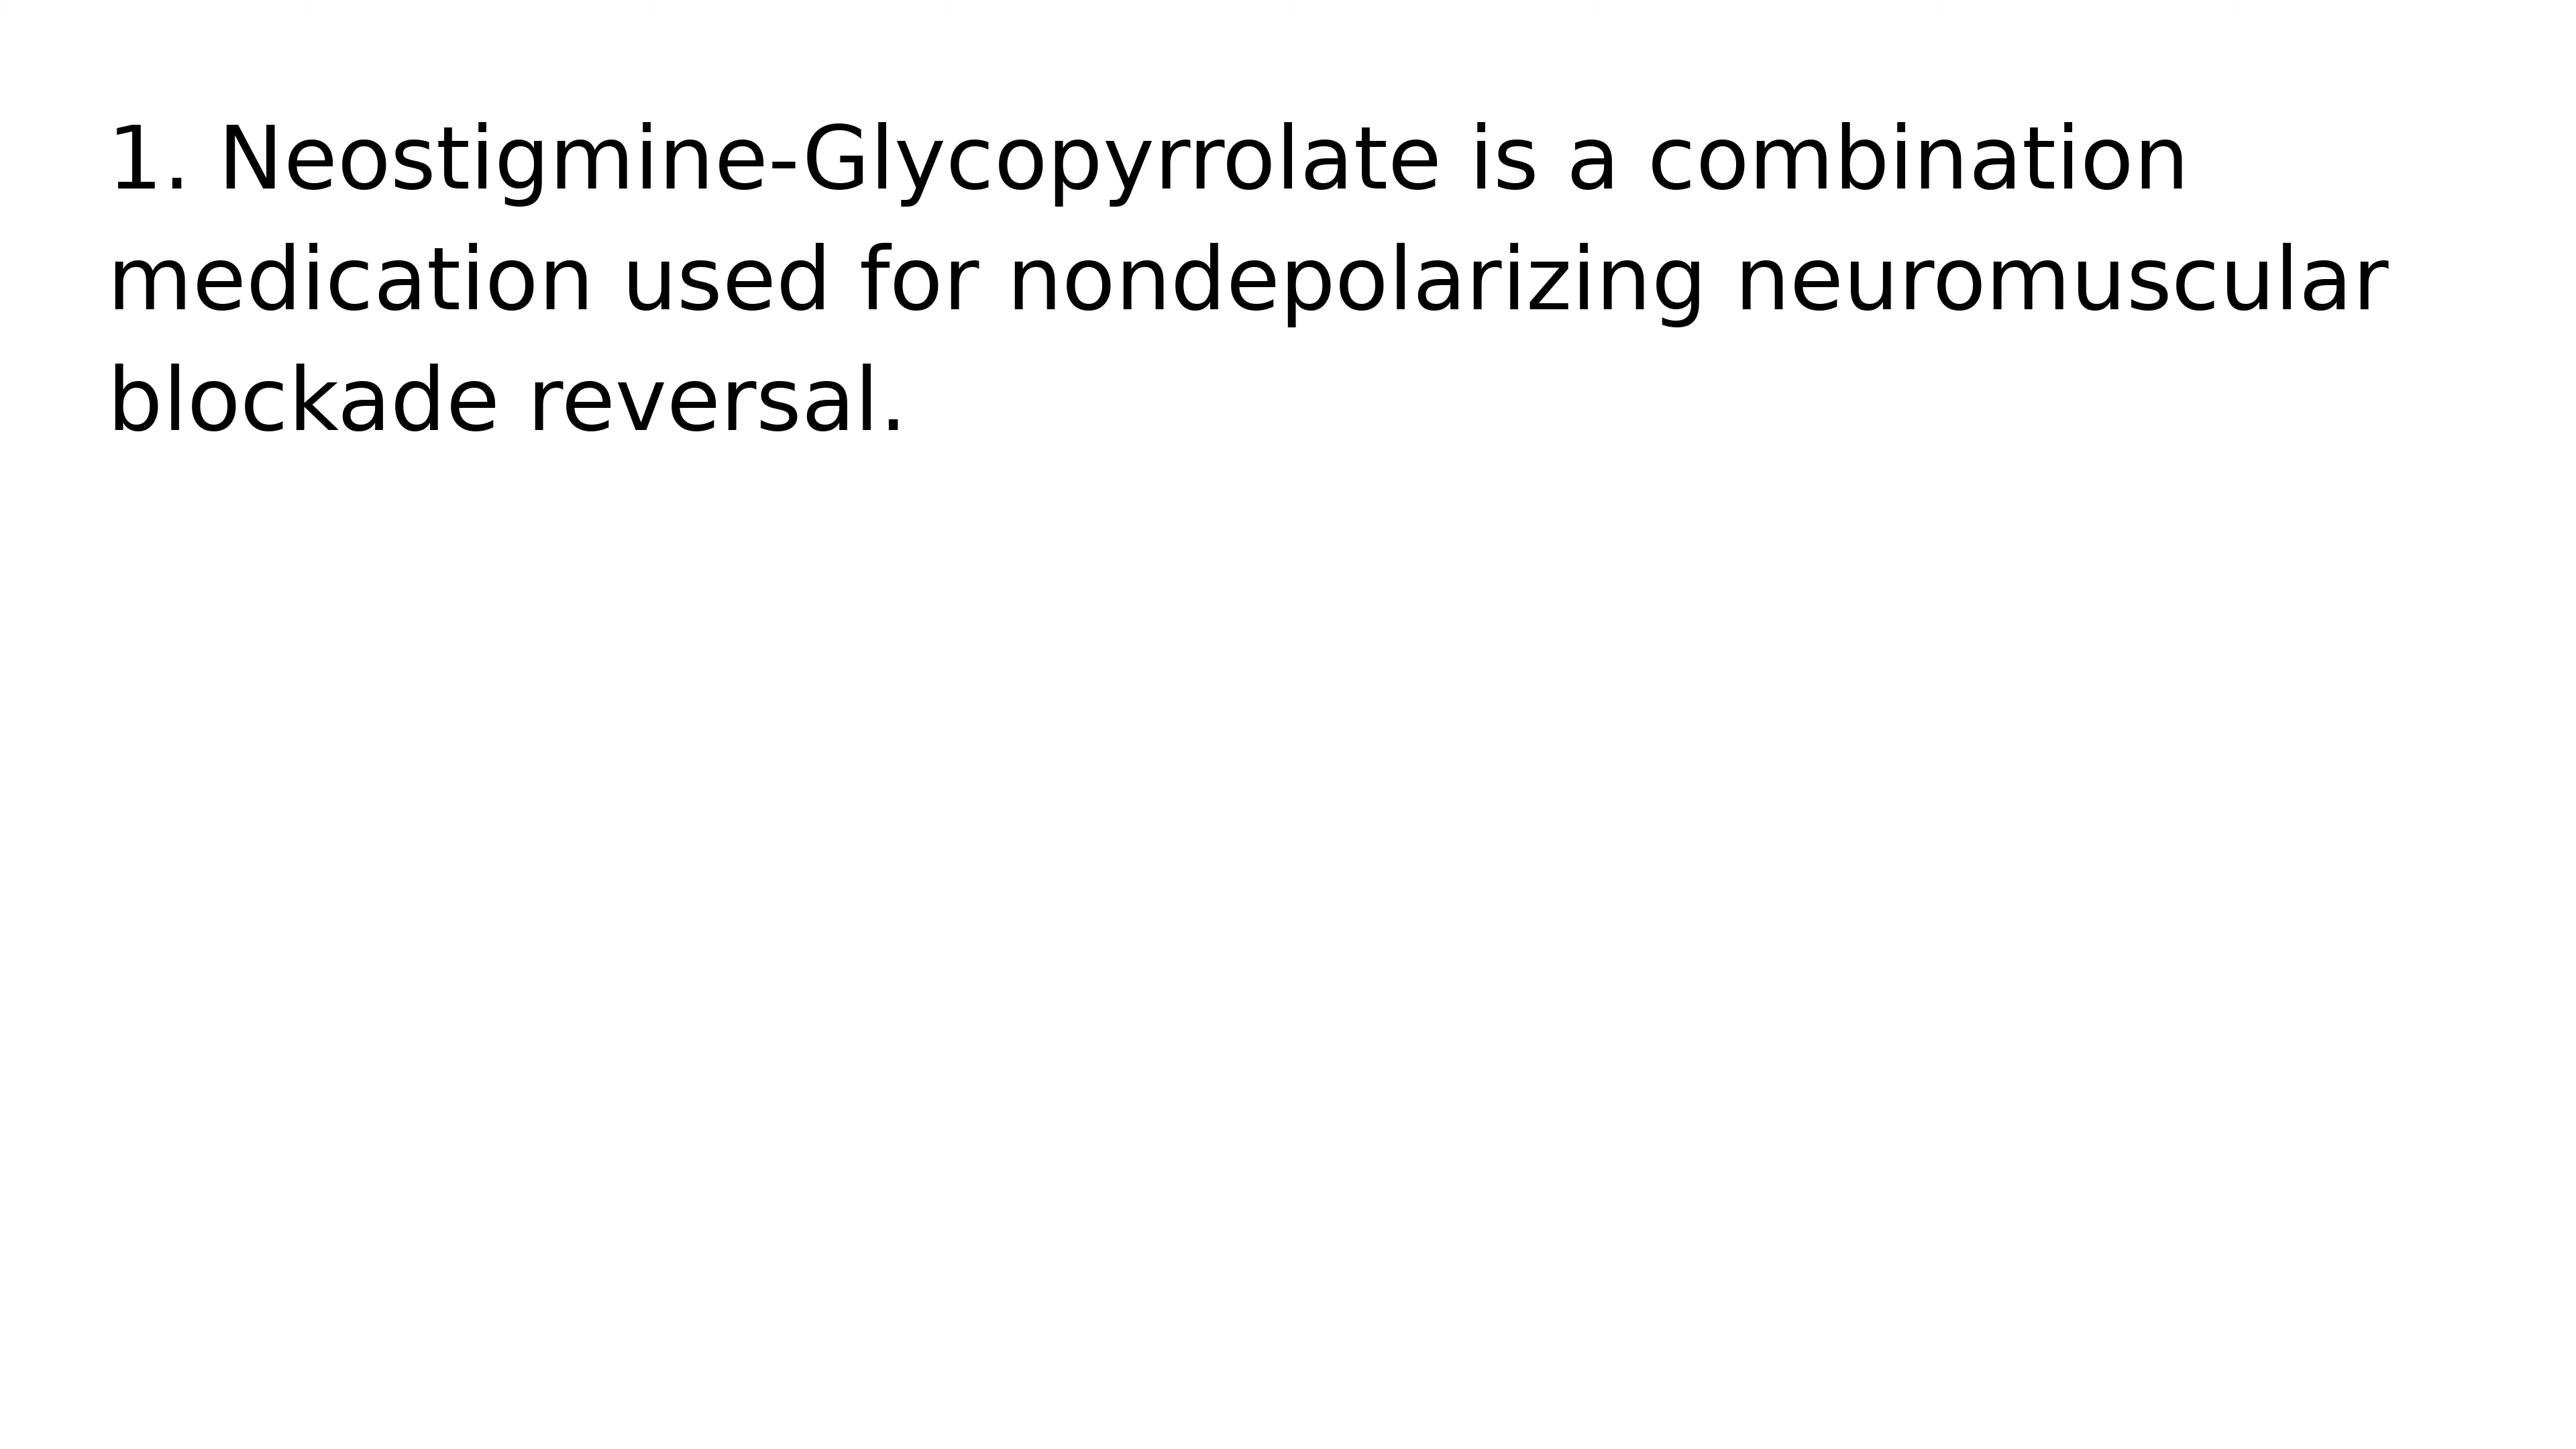 1. Neostigmine-Glycopyrrolate is a combination
medication used for nondepolarizing neuromuscular
blockade reversal.